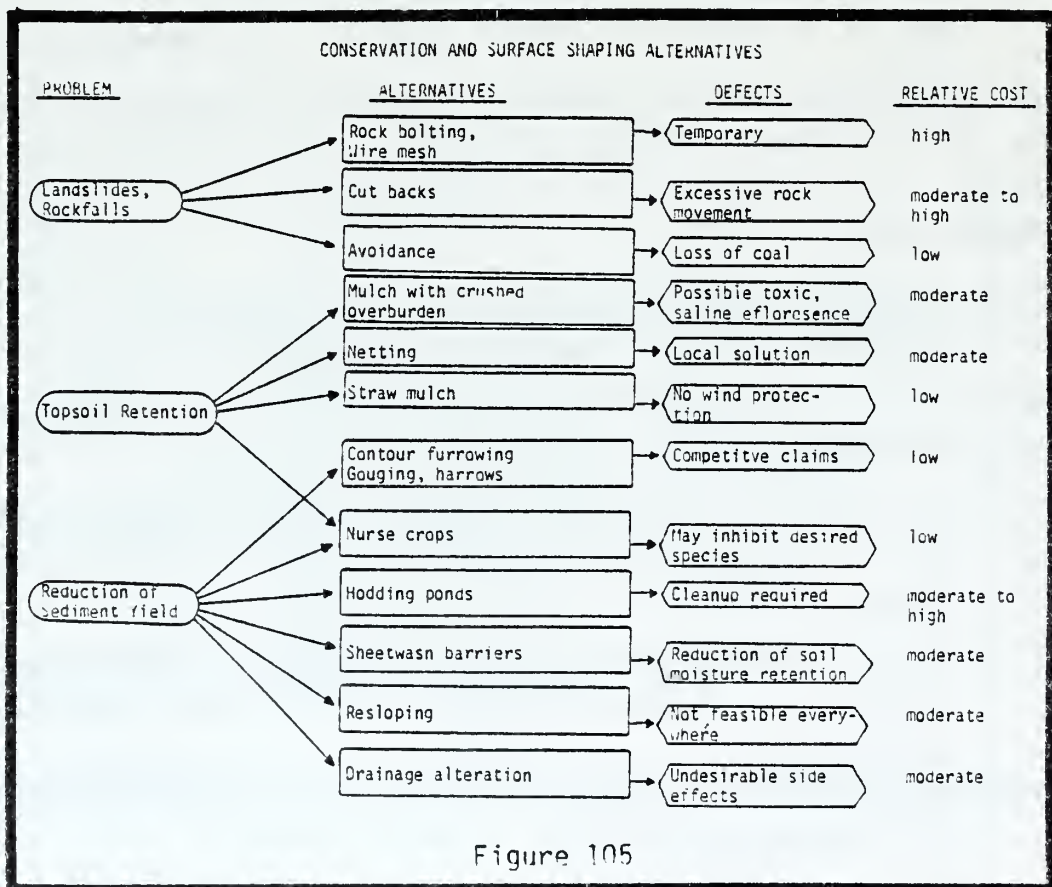 CONSERVATION AND SURFACE SHAPING ALTERNATIVES
PROBLEM ALTERNATIVES DEFECTS RELATIVE COST
Landslides,
Rockfalls
Rock bolting,
Wire mesh
Temporary
high
Cut backs
Excessive rock
movement
moderate to
high
Avoidance
Loss of coal
low
Topsoil Retention
Mulch with crushed
overburden
Possible toxic,
saline efloresence
moderate
Netting
Local solution
moderate
Straw mulch
No wind protec-
tion
low
Reduction of
Sediment Yield
Contour furrowing
Gouging, harrows
Competitve claims
low
Nurse crops
May inhibit desired
species
low
Hodding ponds
Cleanup required
moderate to
high
Sheetwasn barriers
Reduction of soil
moisture retention
moderate
Resloping
Not feasible every-
where
moderate
Drainage alteration
Undesirable side
effects
moderate
Figure 105